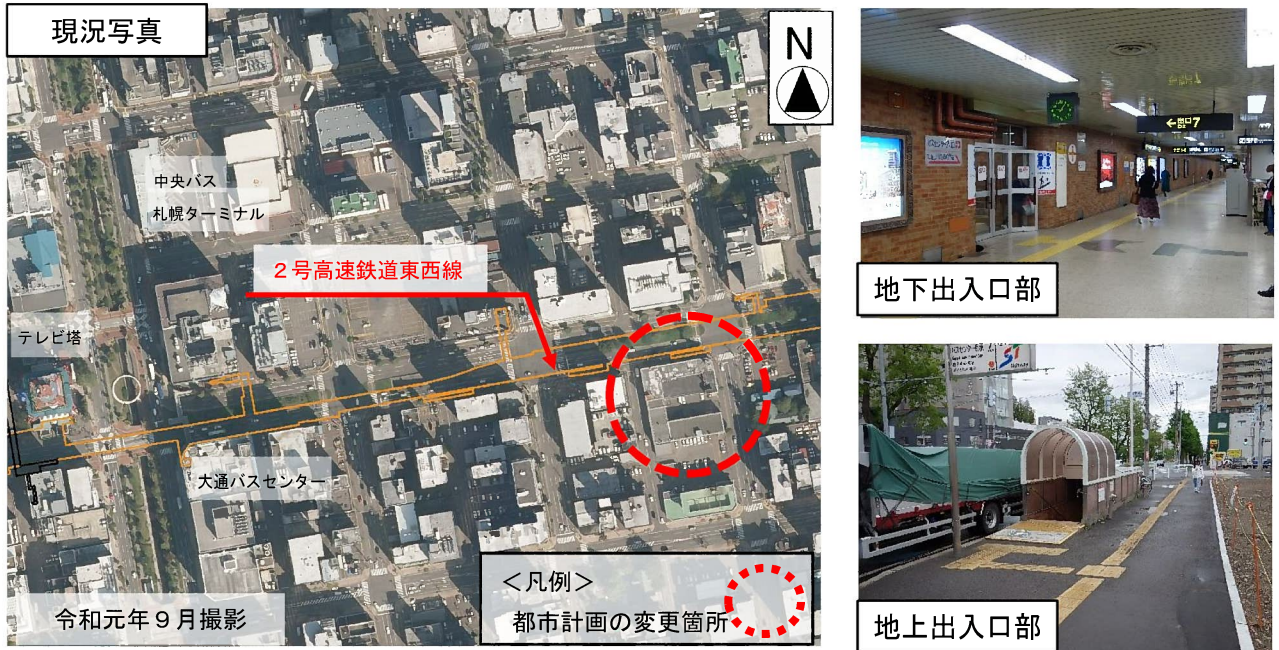 現況写真
N
中央バス
札幌ターミナル
２号高速鉄道東西線
テレビ塔
大通バスセンター
令和元年９月撮影
＜凡例＞
都市計画の変更箇所
←出口7
地下出入口部
地上出入口部